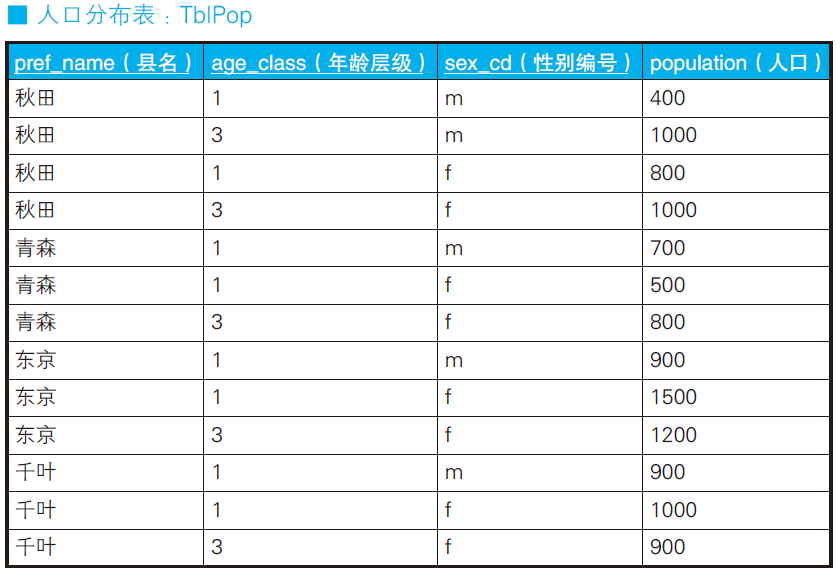 ■ 人口分布表：TblPop
pref_name（县名） age_class（年龄层级） sex_cd（性别编号） population（人口）
秋田 1 m 400
秋田 3 m 1000
秋田 1 f 800
秋田 3 f 1000
青森 1 m 700
青森 1 f 500
青森 3 f 800
东京 1 m 900
东京 1 f 1500
东京 3 f 1200
千叶 1 m 900
千叶 1 f 1000
千叶 3 f 900